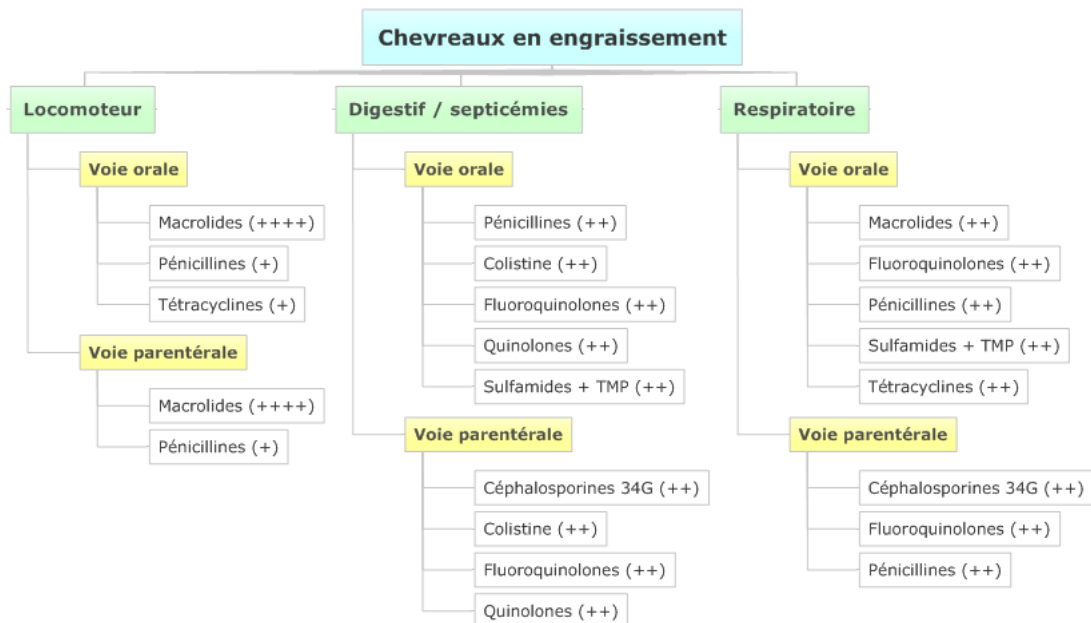 Chevreaux en engraissement
Locomoteur
Voie orale
Macrolides (++++)
Pénicillines (+)
Tétracyclines (+)
Voie parentérale
Macrolides (++++)
Pénicillines (+)
Digestif / septicémies
Voie orale
Pénicillines (++)
Colistine (++)
Fluoroquinolones (++)
Quinolones (++)
Sulfamides + TMP (++)
Voie parentérale
Céphalosporines 34G (++)
Colistine (++)
Fluoroquinolones (++)
Quinolones (++)
Respiratoire
Voie orale
Macrolides (++)
Fluoroquinolones (++)
Pénicillines (++)
Sulfamides + TMP (++)
Tétracyclines (++)
Voie parentérale
Céphalosporines 34G (++)
Fluoroquinolones (++)
Pénicillines (++)